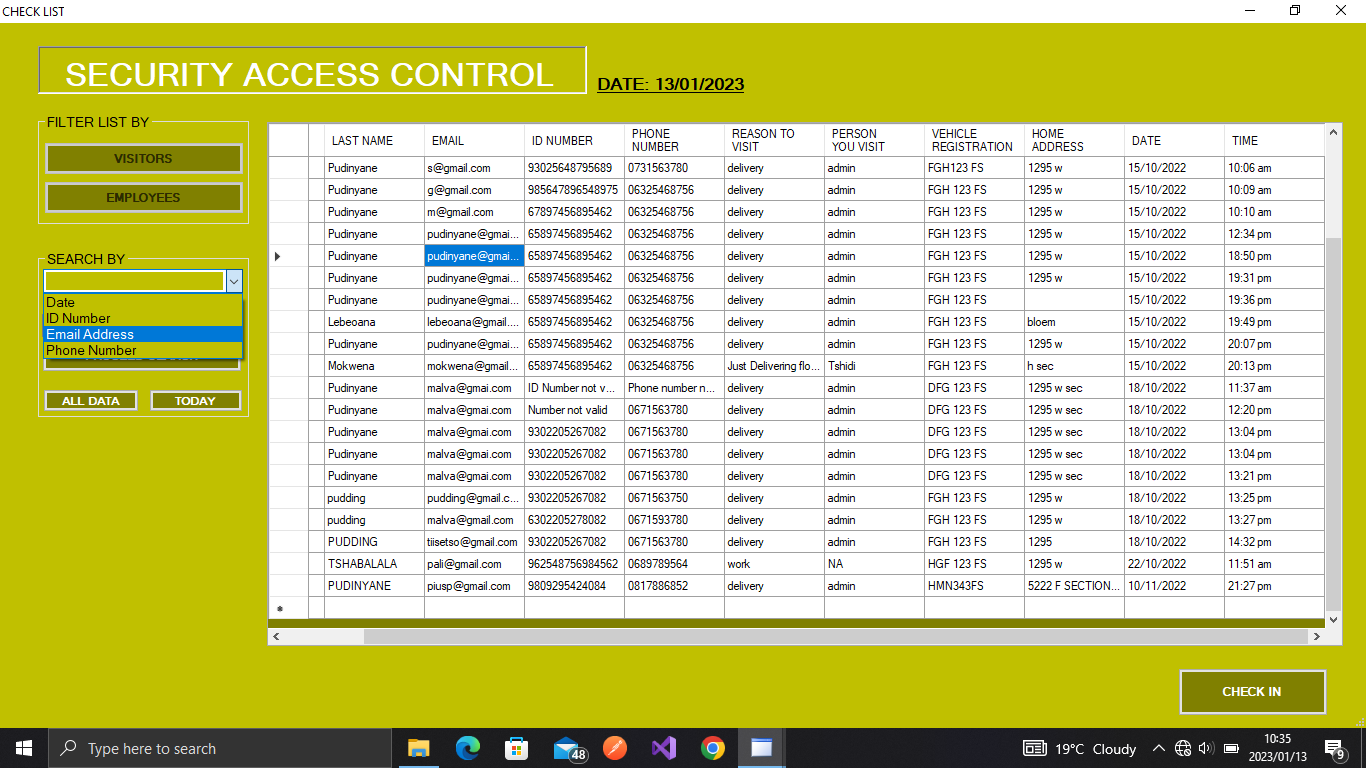 CHECK LIST
SECURITY ACCESS CONTROL
DATE: 13/01/2023
FILTER LIST BY
VISITORS
EMPLOYEES
SEARCH BY
Date
ID Number
Email Address
Phone Number
ALL DATA TODAY
LAST NAME EMAIL ID NUMBER PHONE NUMBER REASON TO VISIT PERSON YOU VISIT VEHICLE REGISTRATION HOME ADDRESS DATE TIME
Pudinyane s@gmail.com 93025648795689 0731563780 delivery admin FGH123 FS 1295 w 15/10/2022 10:06 am
Pudinyane g@gmail.com 985647896548975 06325468756 delivery admin FGH 123 FS 1295 w 15/10/2022 10:09 am
Pudinyane m@gmail.com 67897456895462 06325468756 delivery admin FGH 123 FS 1295 w 15/10/2022 10:10 am
Pudinyane pudinyane@gmai... 65897456895462 06325468756 delivery admin FGH 123 FS 1295 w 15/10/2022 12:34 pm
Pudinyane pudinyane@gmai... 65897456895462 06325468756 delivery admin FGH 123 FS 1295 w 15/10/2022 18:50 pm
Pudinyane pudinyane@gmai... 65897456895462 06325468756 delivery admin FGH 123 FS 1295 w 15/10/2022 19:31 pm
Pudinyane pudinyane@gmai... 65897456895462 06325468756 delivery admin FGH 123 FS 15/10/2022 19:36 pm
Lebeoana lebeoana@gmail.... 65897456895462 06325468756 delivery admin FGH 123 FS bloem 15/10/2022 19:49 pm
Pudinyane pudinyane@gmai... 65897456895462 06325468756 delivery admin FGH 123 FS 1295 w 15/10/2022 20:07 pm
Mokwena mokwena@gmail... 65897456895462 06325468756 Just Delivering flo... Tshidi FGH 123 FS h sec 15/10/2022 20:13 pm
Pudinyane malva@gmai.com ID Number not v... Phone number n... delivery admin DFG 123 FS 1295 w sec 18/10/2022 11:37 am
Pudinyane malva@gmai.com Number not valid 0671563780 delivery admin DFG 123 FS 1295 w sec 18/10/2022 12:20 pm
Pudinyane malva@gmai.com 9302205267082 0671563780 delivery admin DFG 123 FS 1295 w sec 18/10/2022 13:04 pm
Pudinyane malva@gmai.com 9302205267082 0671563780 delivery admin DFG 123 FS 1295 w sec 18/10/2022 13:04 pm
Pudinyane malva@gmai.com 9302205267082 0671563780 delivery admin DFG 123 FS 1295 w sec 18/10/2022 13:21 pm
pudding pudding@gmail.c... 9302205267082 0671563750 delivery admin FGH 123 FS 1295 w 18/10/2022 13:25 pm
pudding malva@gmail.com 6302205278082 0671593780 delivery admin FGH 123 FS 1295 w 18/10/2022 13:27 pm
PUDDING tiisetso@gmail.com 9302205267082 0671563780 delivery admin FGH 123 FS 1295 18/10/2022 14:32 pm
TSHABALALA pali@gmail.com 962548756984562 0689789564 work NA HGF 123 FS 1295 w 22/10/2022 11:51 am
PUDINYANE piusp@gmail.com 9809295424084 0817886852 delivery admin HMN343FS 5222 F SECTION... 10/11/2022 21:27 pm
CHECK IN
Type here to search
48
19°C Cloudy
10:35
2023/01/13
9